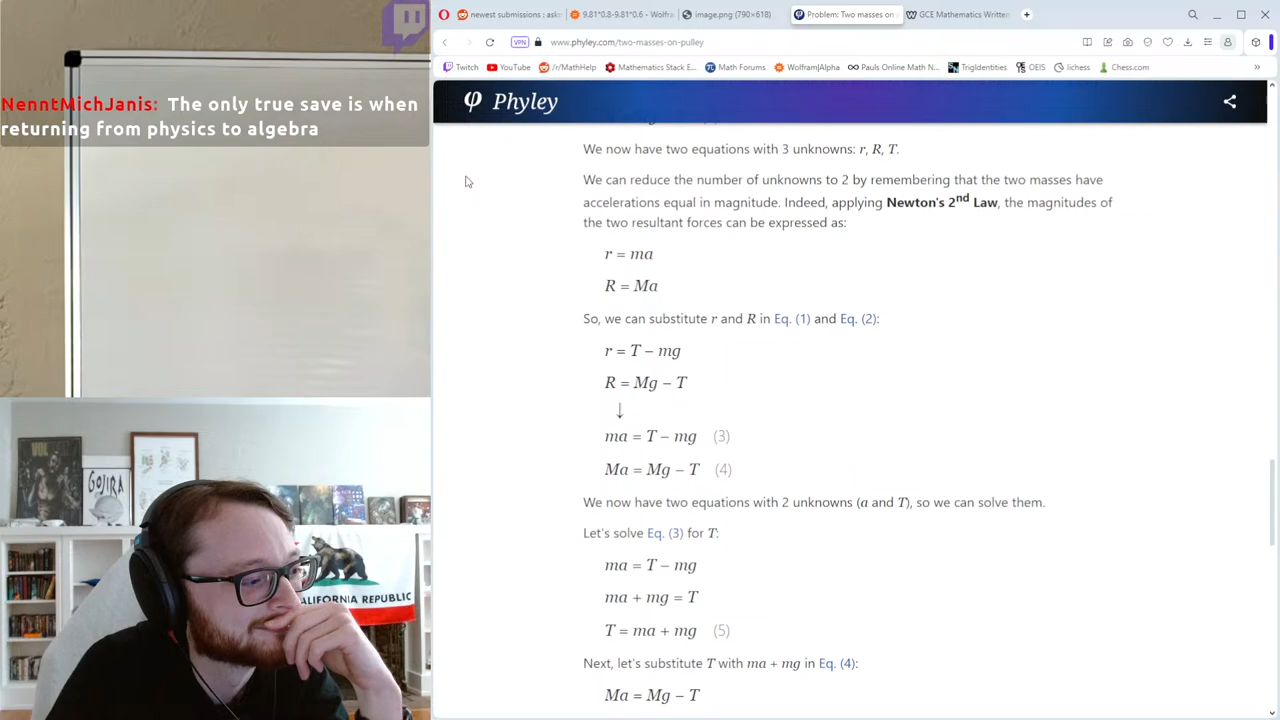 NenntMichJanis: The only true save is when
returning from physics to algebra
newest submissions : ask
9.81*0.8-9.81*0.6 - Wolfra
image.png (790×618)
Problem: Two masses on
GCE Mathematics Written
VPN
www.phyley.com/two-masses-on-pulley
Twitch
YouTube
/r/MathHelp
Mathematics Stack E...
Math Forums
Wolfram|Alpha
Pauls Online Math N...
TrigIdentities
OEIS
lichess
Chess.com
φ Phyley
We now have two equations with 3 unknowns: r, R, T.
We can reduce the number of unknowns to 2 by remembering that the two masses have
accelerations equal in magnitude. Indeed, applying Newton's 2nd Law, the magnitudes of
the two resultant forces can be expressed as:
r = ma
R = Ma
So, we can substitute r and R in Eq. (1) and Eq. (2):
r = T − mg
R = Mg − T
↓
ma = T − mg (3)
Ma = Mg − T (4)
We now have two equations with 2 unknowns (a and T), so we can solve them.
Let's solve Eq. (3) for T:
ma = T − mg
ma + mg = T
T = ma + mg (5)
Next, let's substitute T with ma + mg in Eq. (4):
Ma = Mg − T
VOL
GOJIRA
CALIFORNIA REPUBLIC